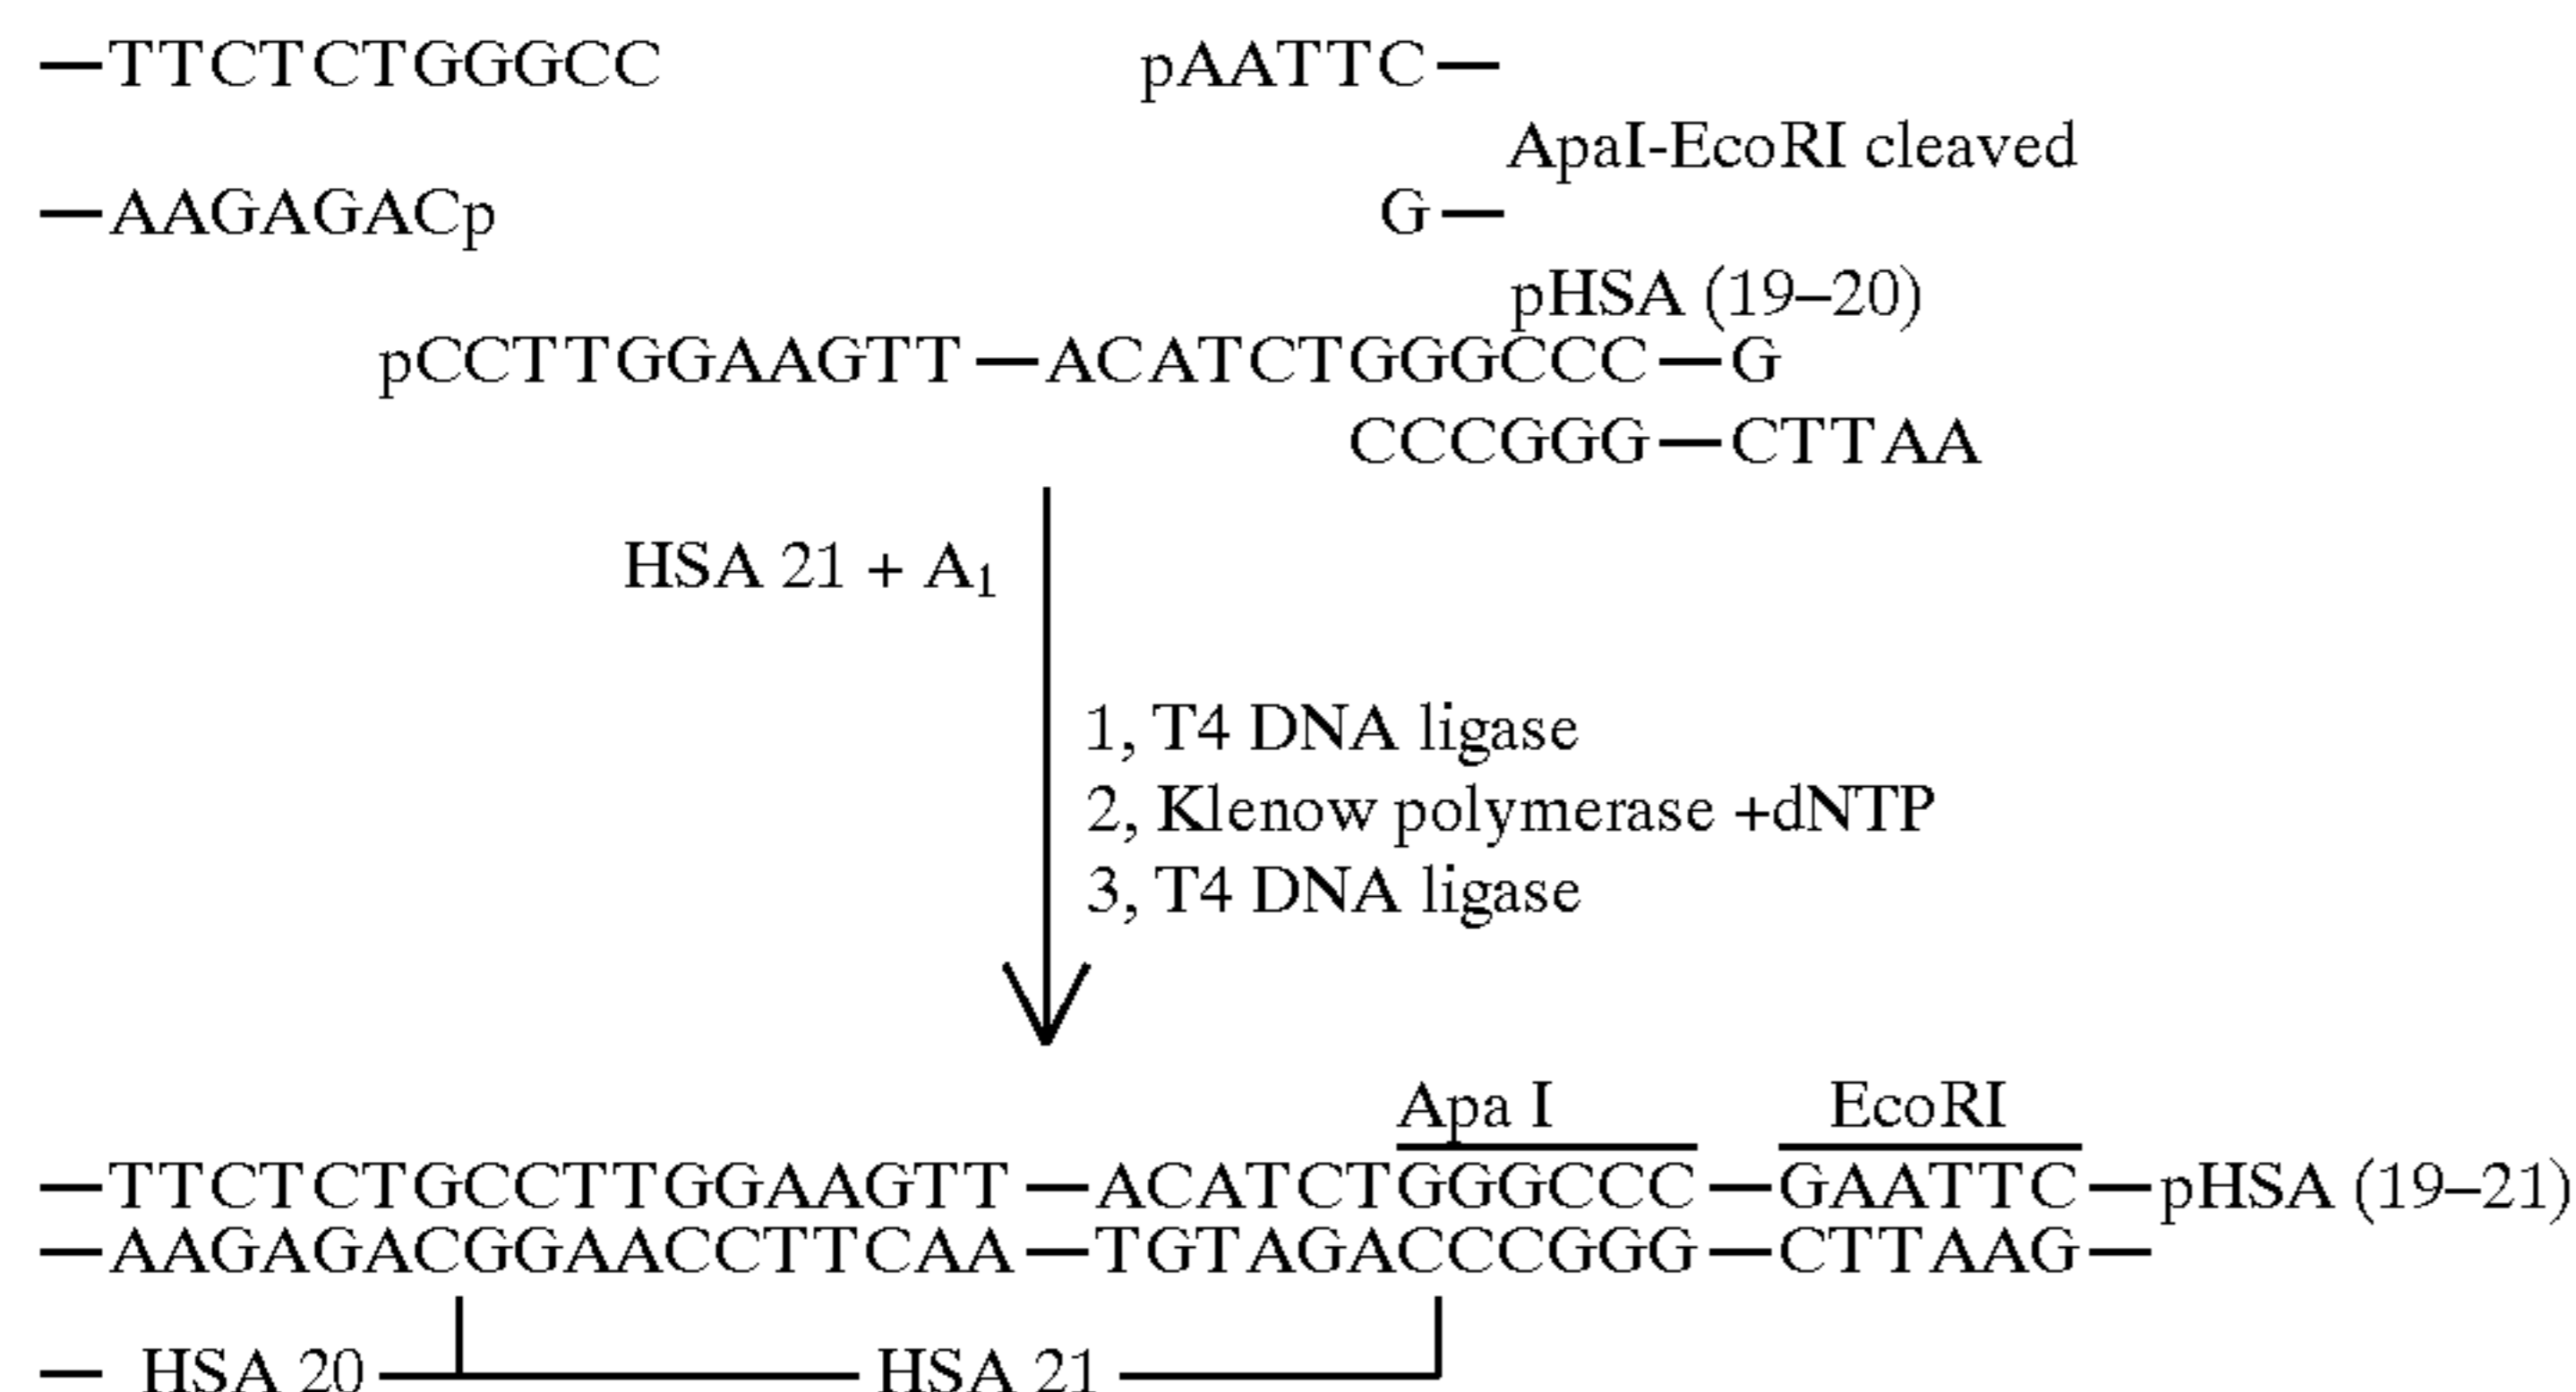 —TTCTCTGGGCC pAATTC—
ApaI-EcoRI cleaved
—AAGAGACp G—
pHSA (19–20)
pCCTTGGAAGTT—ACATCTGGGCCC—G
CCCGGG—CTTAA
HSA 21 + A₁
1, T4 DNA ligase
2, Klenow polymerase +dNTP
3, T4 DNA ligase
Apa I EcoRI
—TTCTCTGCCTTGGAAGTT—ACATCTGGGCCC—GAATTC—pHSA (19–21)
—AAGAGACGGAACCTTCAA—TGTAGACCCGGG—CTTAAG—
— HSA 20 — HSA 21 —